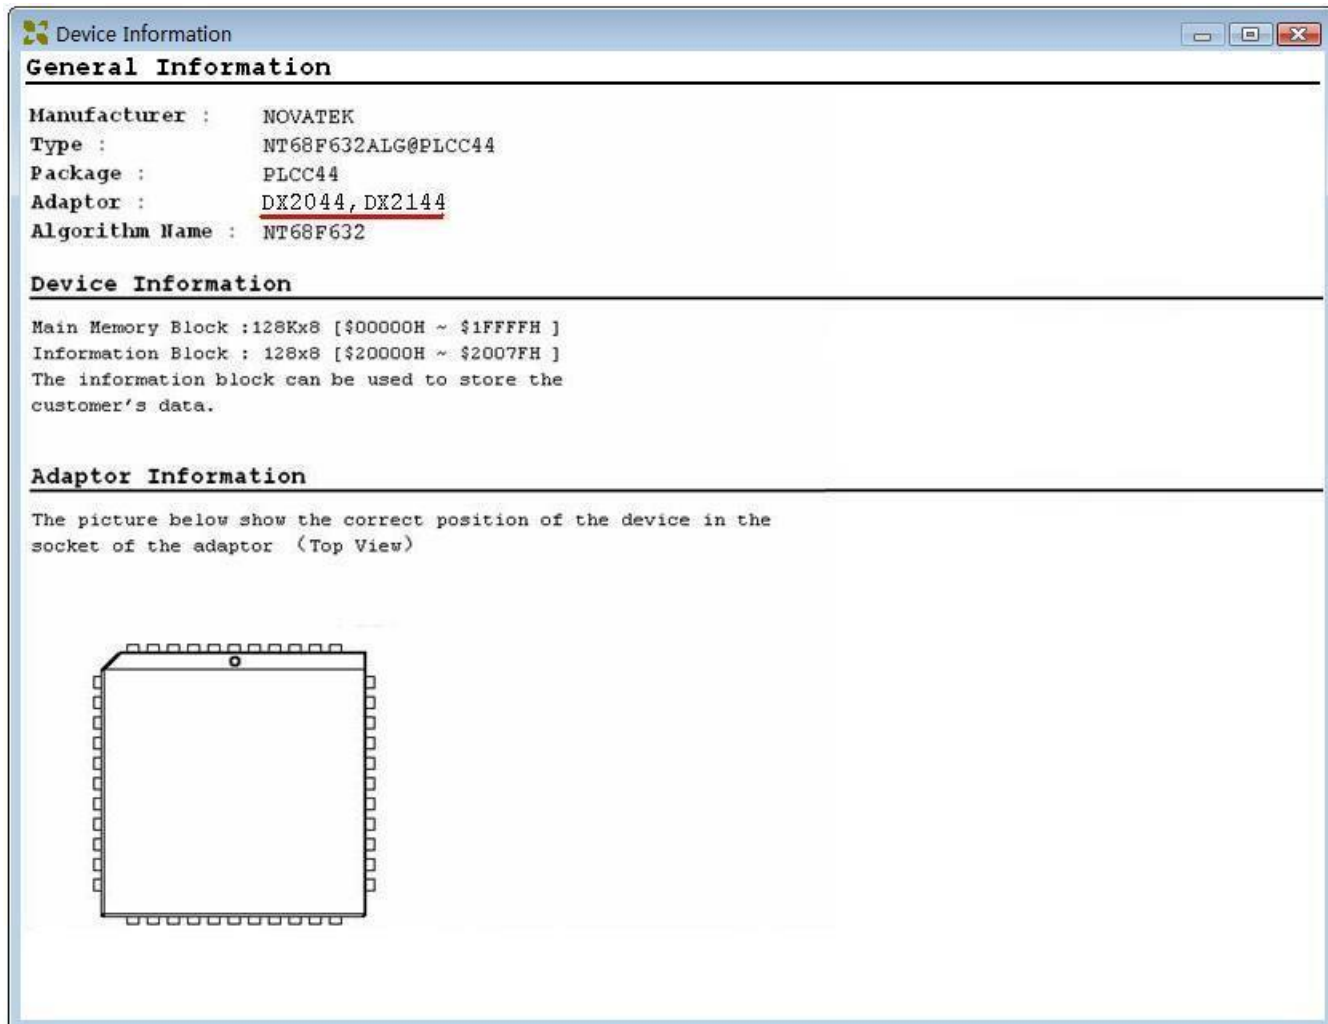 Device Information
General Information
Manufacturer : NOVATEK
Type : NT68F632ALG@PLCC44
Package : PLCC44
Adaptor : DX2044,DX2144
Algorithm Name : NT68F632
Device Information
Main Memory Block :128Kx8 [$00000H ~ $1FFFFH ]
Information Block : 128x8 [$20000H ~ $2007FH ]
The information block can be used to store the
customer's data.
Adaptor Information
The picture below show the correct position of the device in the
socket of the adaptor （Top View）